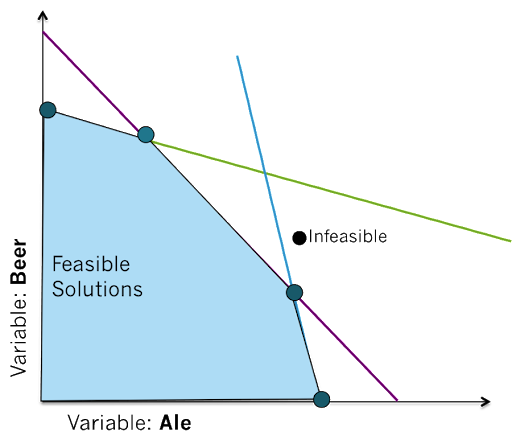 Infeasible
Feasible
Solutions
Variable: Beer
Variable: Ale